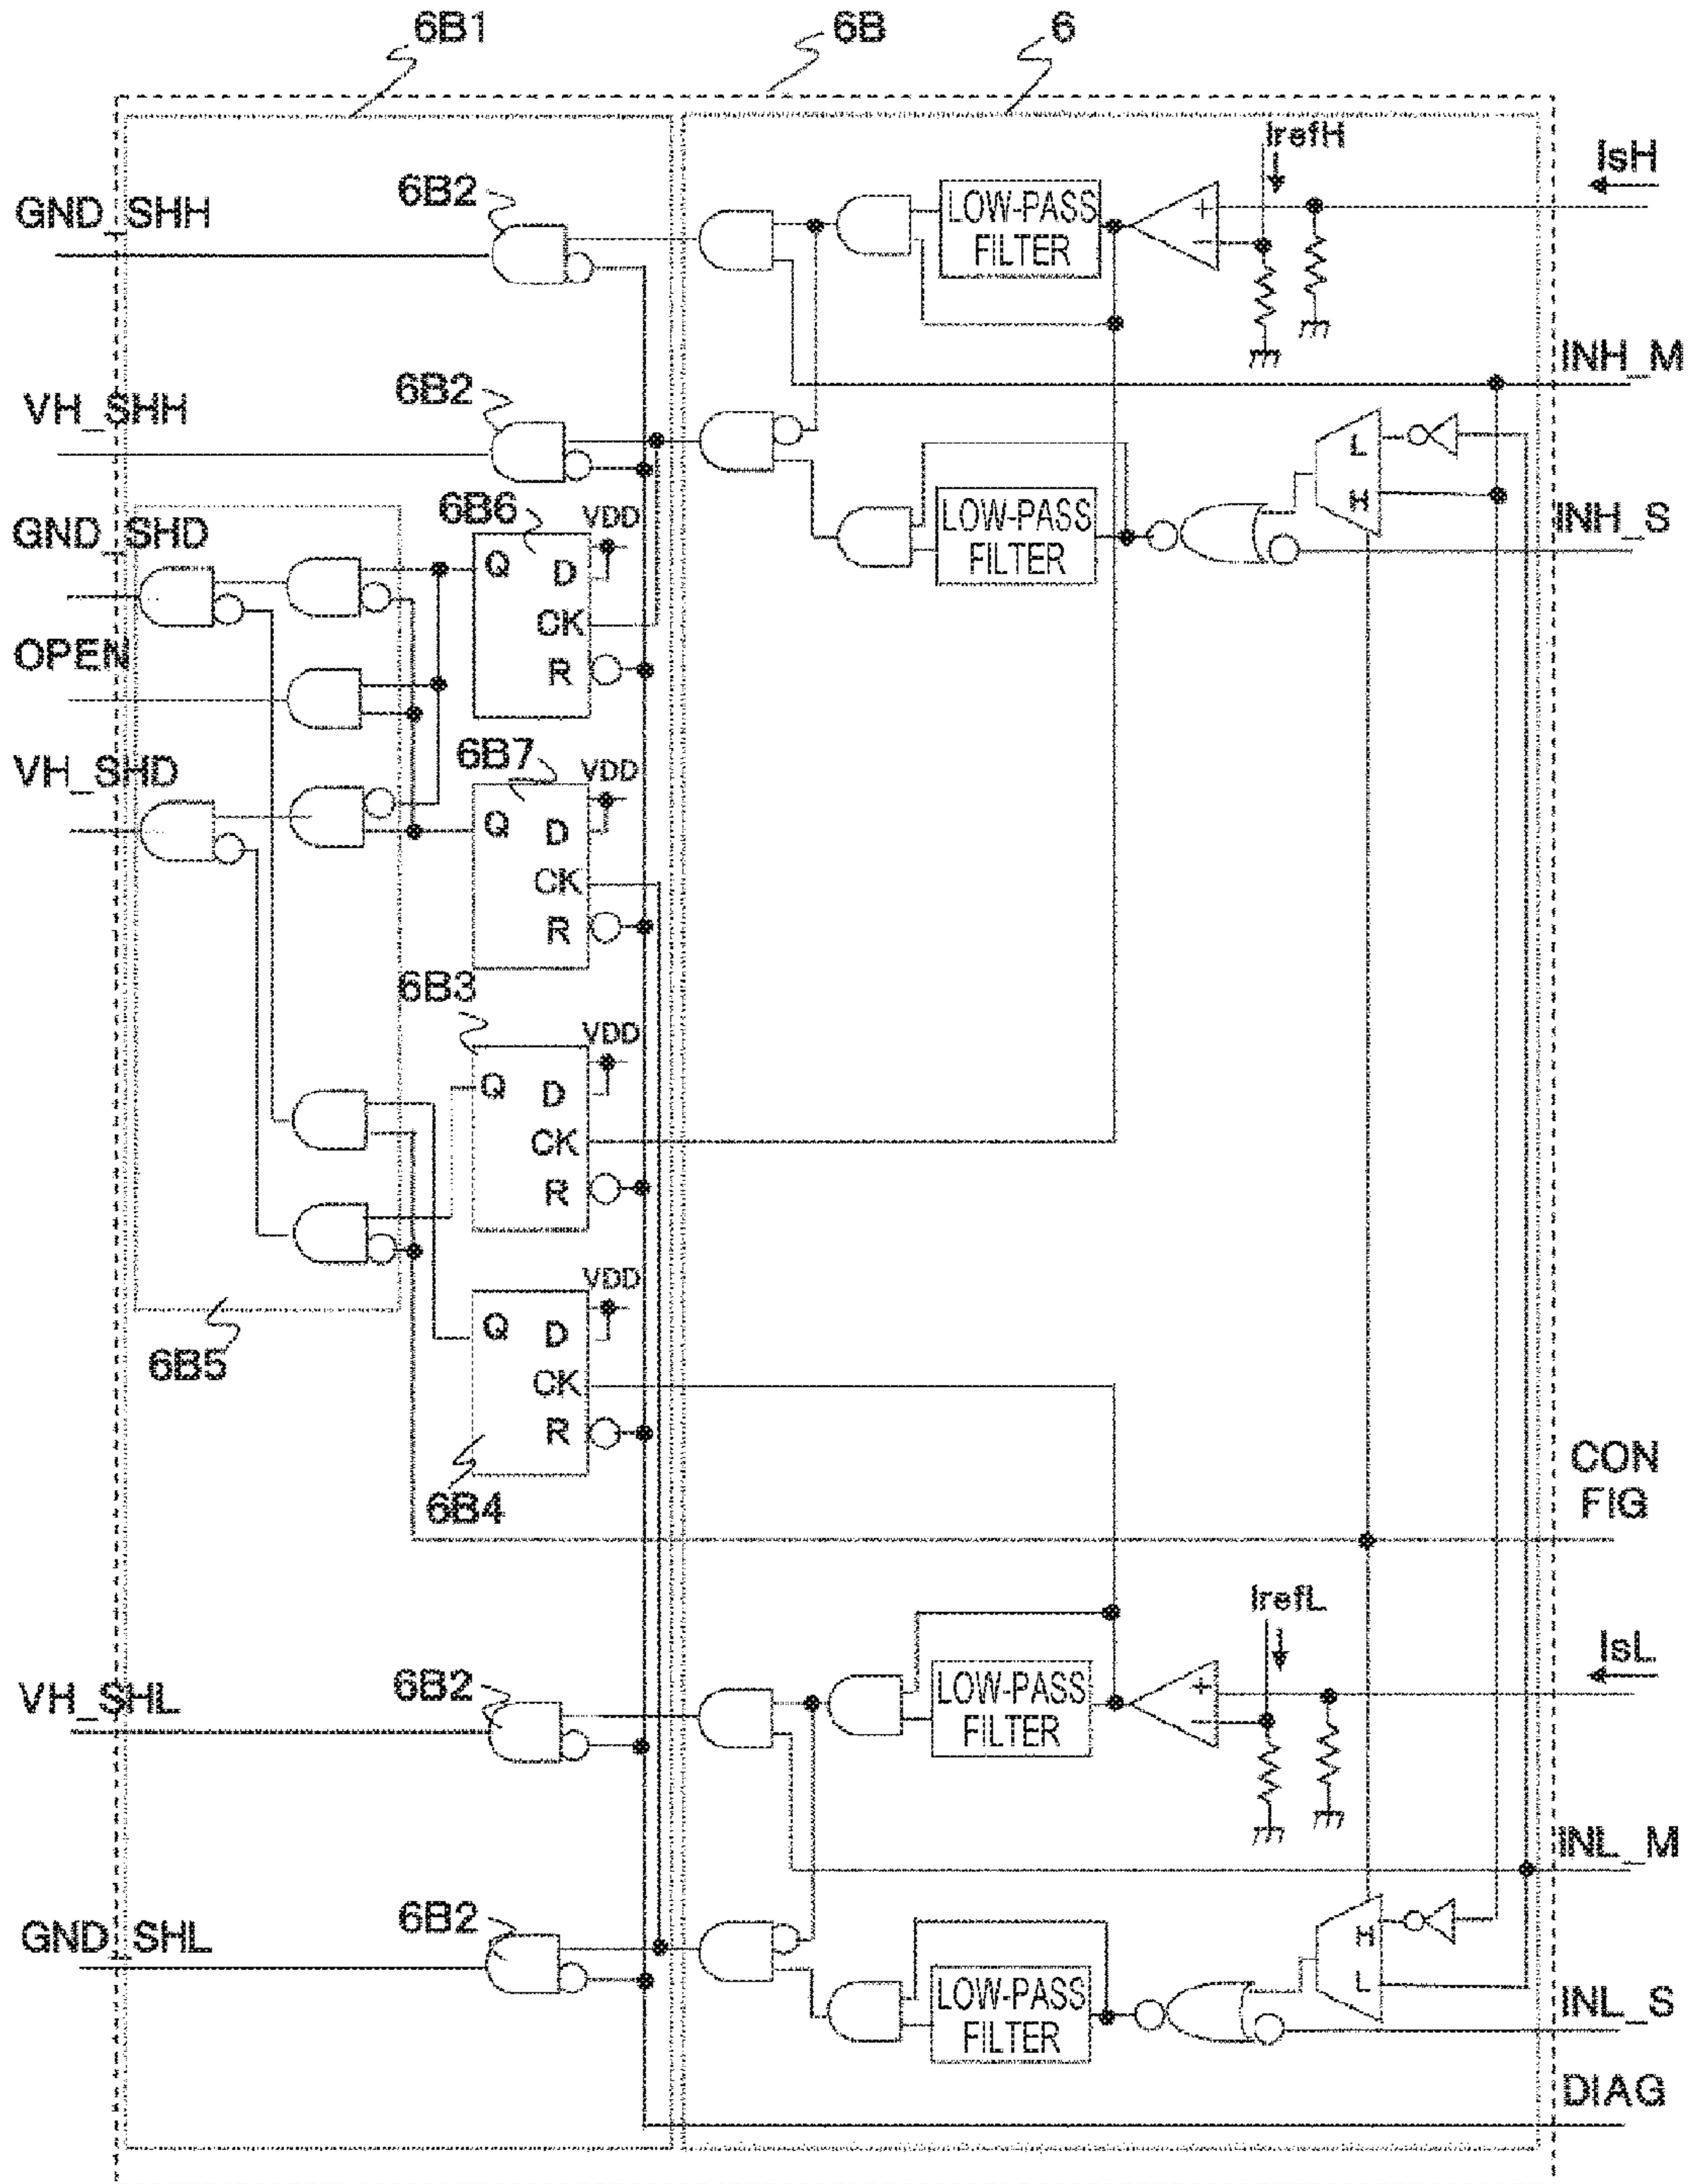 6B1
6B
6
IrefH
IsH
6B2
LOW-PASS
FILTER
+
−
GND_SHH
INH_M
6B2
VH_SHH
L
H
6B6
VDD
LOW-PASS
FILTER
INH_S
GND_SHD
Q
D
CK
R
OPEN
6B7
VDD
VH_SHD
Q
D
CK
R
6B3
VDD
Q
D
CK
R
VDD
Q
D
CK
R
6B5
6B4
CON
FIG
IrefL
IsL
6B2
LOW-PASS
FILTER
+
−
VH_SHL
INL_M
6B2
H
L
GND_SHL
LOW-PASS
FILTER
INL_S
DIAG